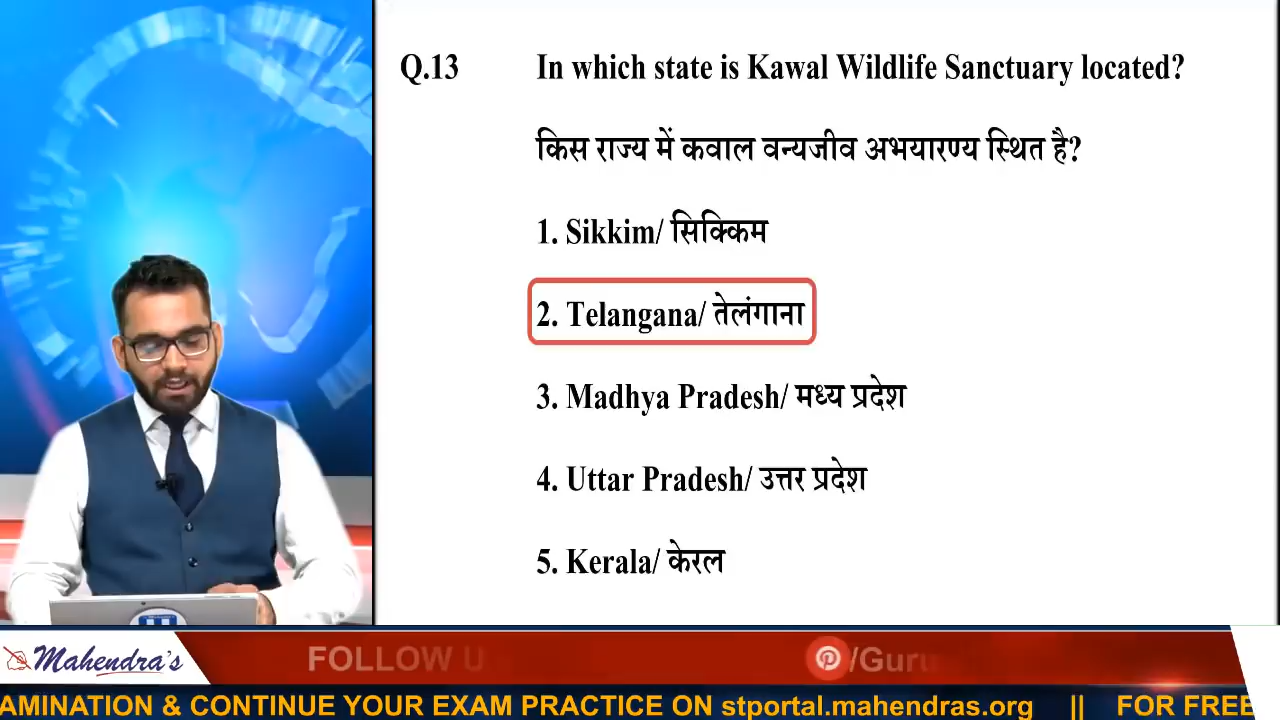 Q.13 In which state is Kawal Wildlife Sanctuary located?
किस राज्य में कवाल वन्यजीव अभयारण्य स्थित है?
1. Sikkim/ सिक्किम
2. Telangana/ तेलंगाना
3. Madhya Pradesh/ मध्य प्रदेश
4. Uttar Pradesh/ उत्तर प्रदेश
5. Kerala/ केरल
Mahendra's
FOLLOW U
/Guru
AMINATION & CONTINUE YOUR EXAM PRACTICE ON stportal.mahendras.org || FOR FREE